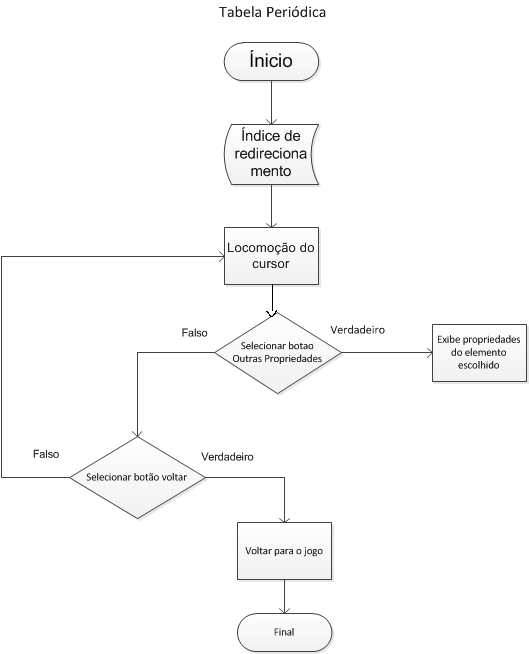 Tabela Periódica
Ínicio
Índice de
redireciona
mento
Locomoção do
cursor
Falso
Verdadeiro
Selecionar botao
Outras Propriedades
Exibe propriedades
do elemento
escolhido
Falso
Verdadeiro
Selecionar botão voltar
Voltar para o jogo
Final